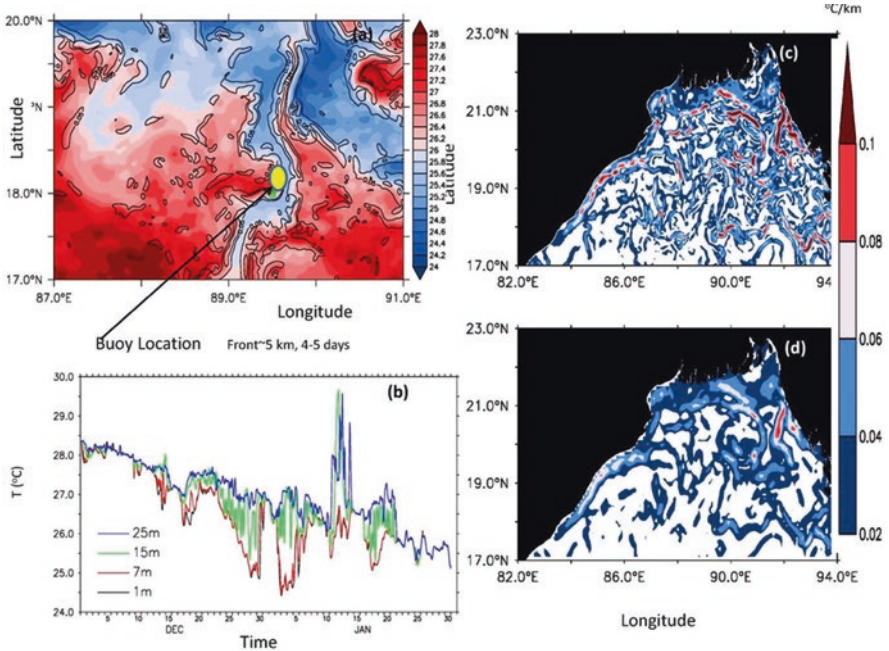 °C/km
20.0°N
(a)
28
27.8
27.6
27.4
27.2
27
26.8
26.6
26.4
26.2
26
25.8
25.6
25.4
25.2
25
24.8
24.6
24.4
24.2
24
°N
Latitude
18.0°N
17.0°N
87.0°E 89.0°E 91.0°E
Longitude
Buoy Location Front~5 km, 4-5 days
23.0°N
(c)
21.0°N
Latitude
19.0°N
17.0°N
82.0°E 86.0°E 90.0°E 94.
0.1
0.08
0.06
0.04
0.02
30.0
(b)
29.0
28.0
T (°C)
27.0
26.0
25.0
24.0
25m
15m
7m
1m
5 10 15 20 25 30 5 10 15 20 25 30
DEC JAN
Time
23.0°N
(d)
21.0°N
19.0°N
17.0°N
82.0°E 86.0°E 90.0°E 94.0°E
Longitude